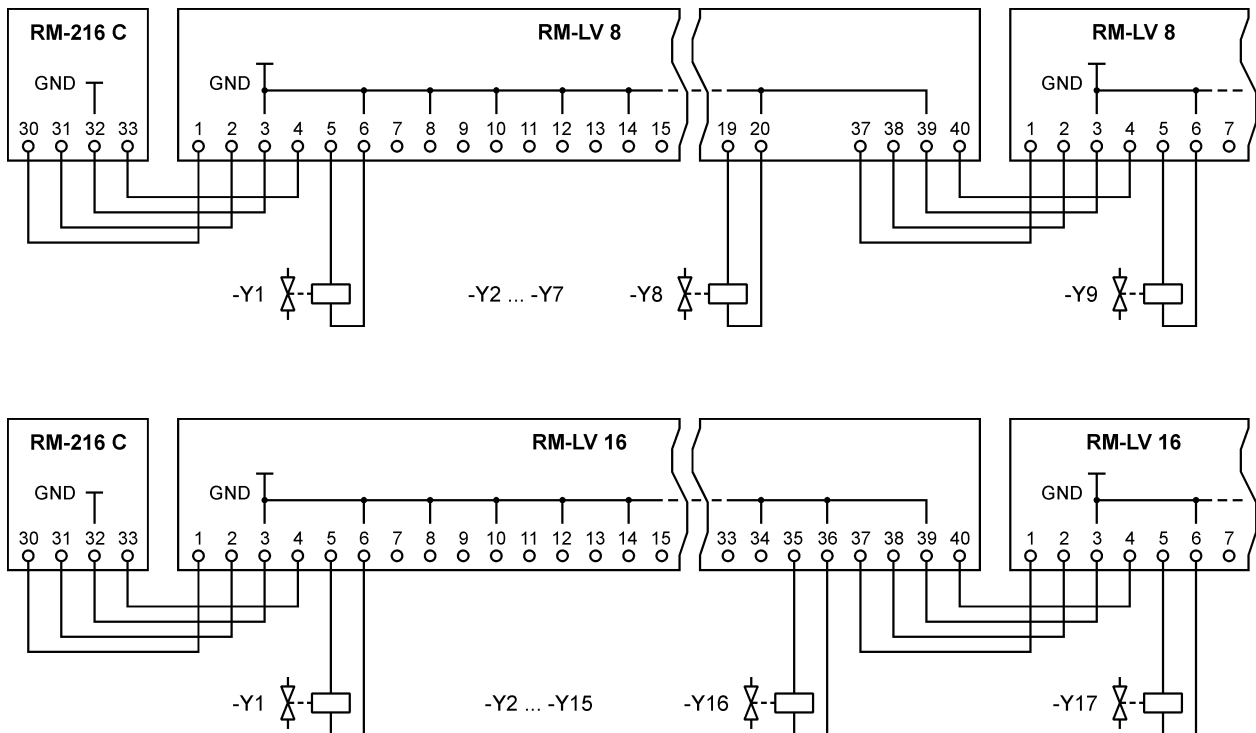 RM-216 C RM-LV 8 RM-LV 8
GND GND GND
30 31 32 33 1 2 3 4 5 6 7 8 9 10 11 12 13 14 15 19 20 37 38 39 40 1 2 3 4 5 6 7
-Y1 -Y2 ... -Y7 -Y8 -Y9
RM-216 C RM-LV 16 RM-LV 16
GND GND GND
30 31 32 33 1 2 3 4 5 6 7 8 9 10 11 12 13 14 15 33 34 35 36 37 38 39 40 1 2 3 4 5 6 7
-Y1 -Y2 ... -Y15 -Y16 -Y17